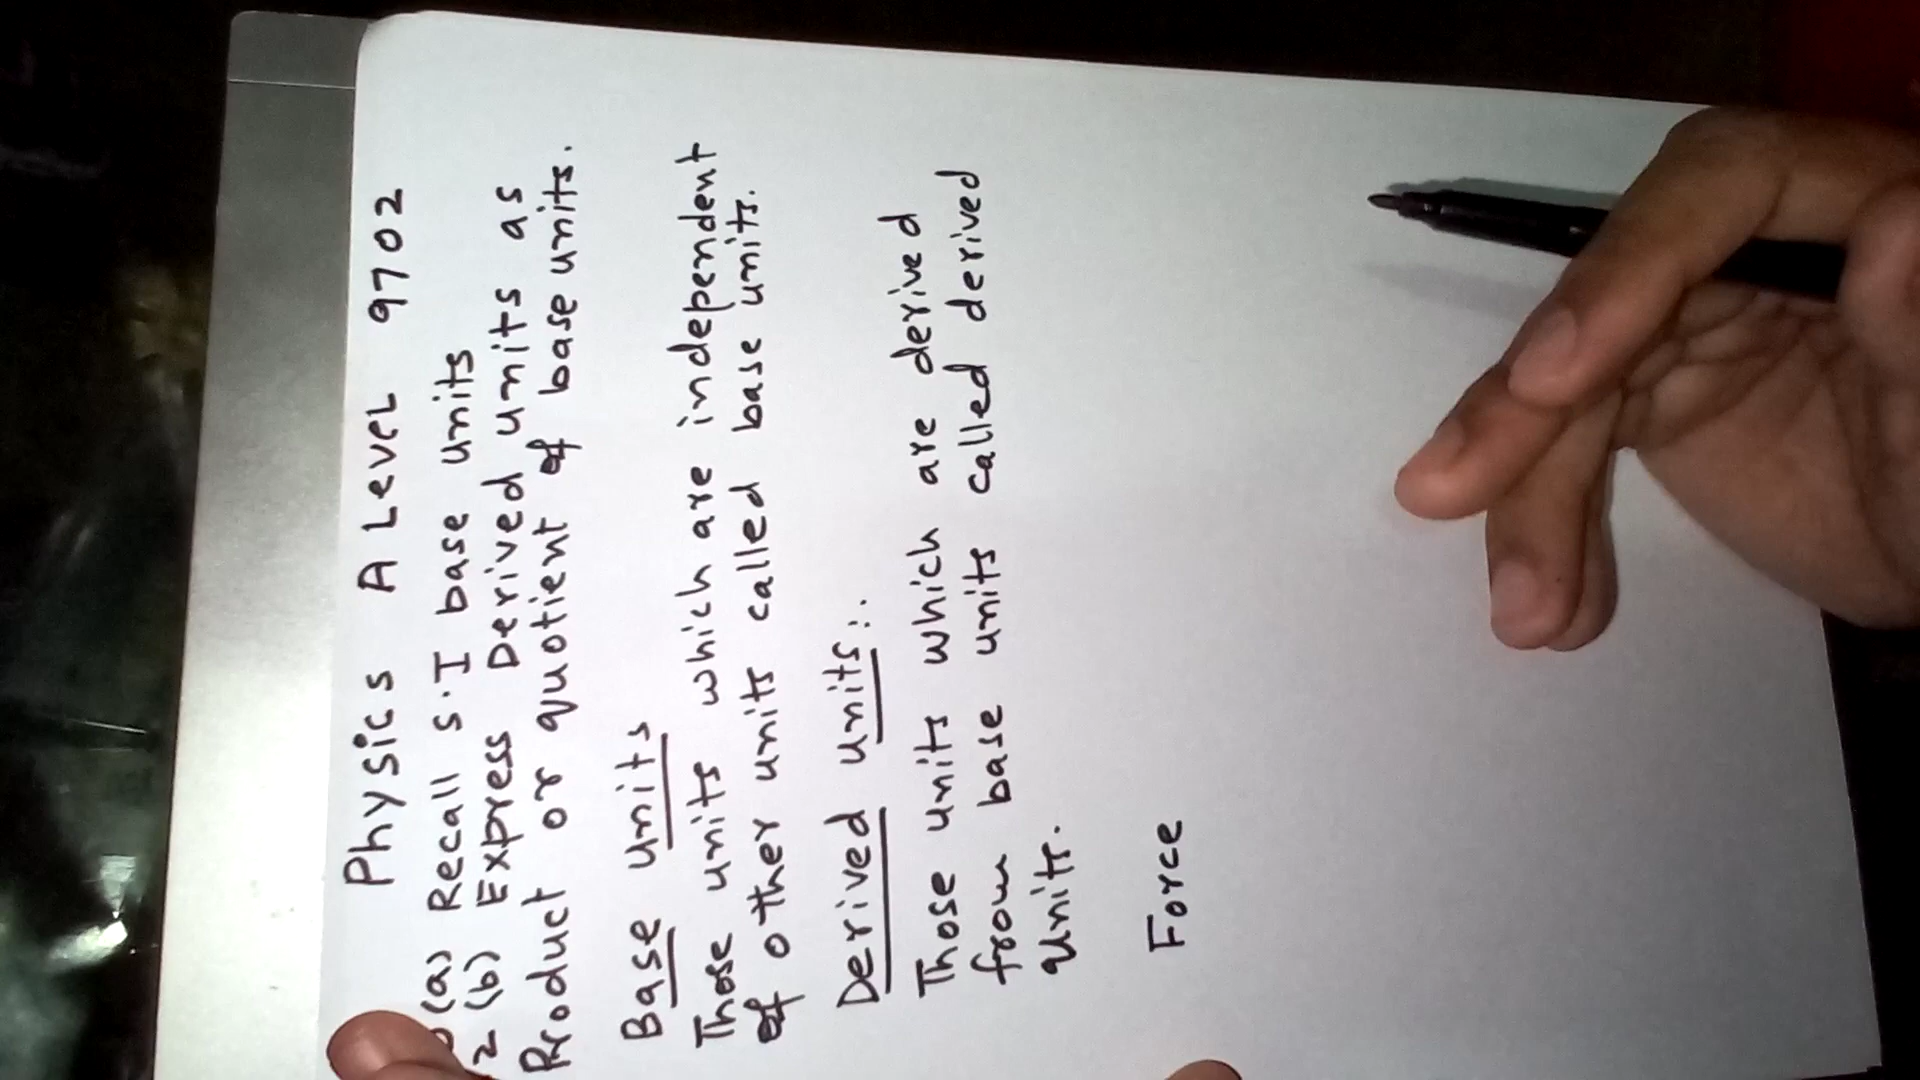 Physics A Level 9702
(a) Recall S.I base units
2 (b) Express Derived units as
Product or quotient of base units.
Base units
Those units which are independent
of other units called base units.
Derived units:.
Those units which are derived
from base units called derived
units.
Force